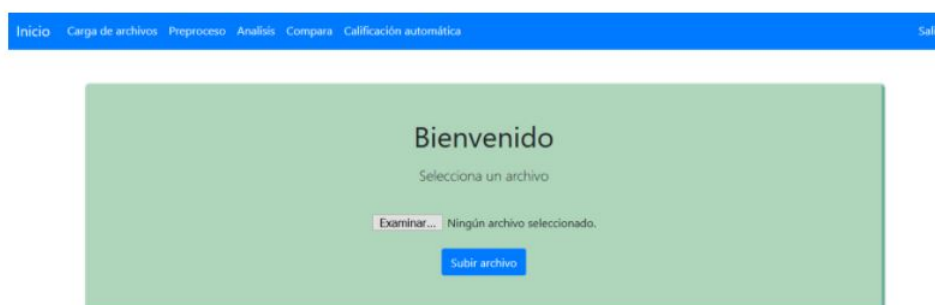 Inicio Carga de archivos Preproceso Analisis Compara Calificación automática
Bienvenido
Selecciona un archivo
Examinar... Ningún archivo seleccionado.
Subir archivo